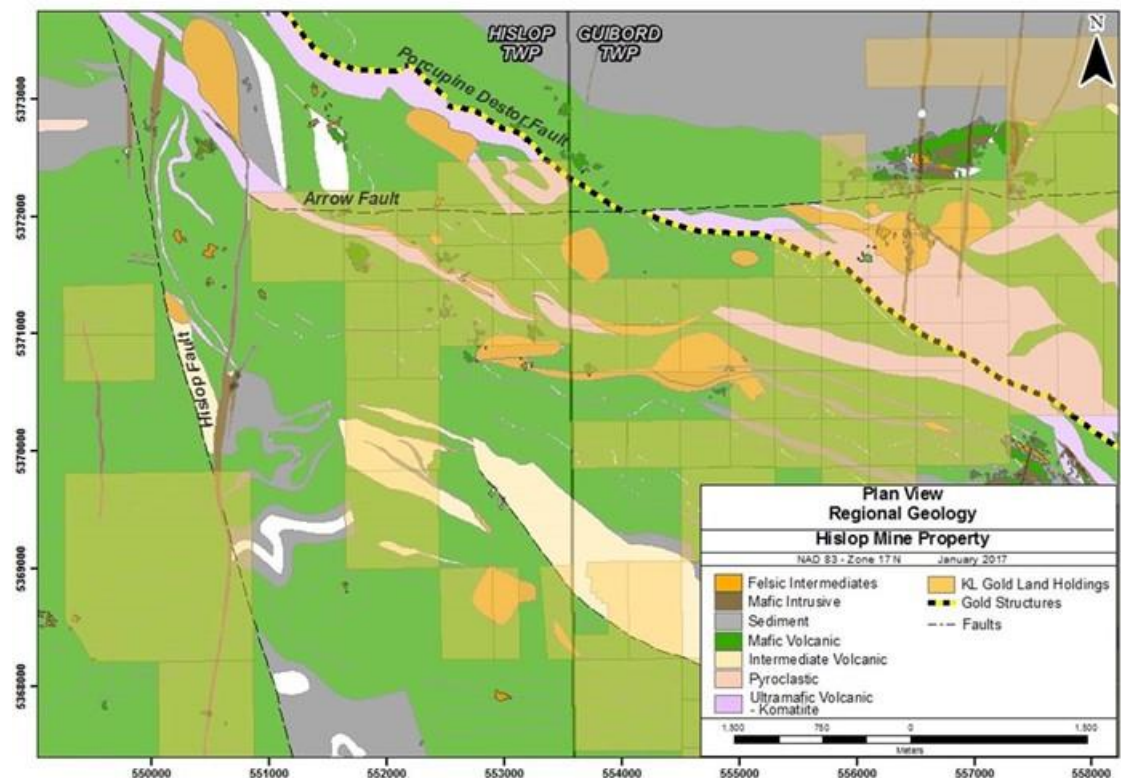 HISLOP GUIBORD
TWP TWP
N
Porcupine Destor Fault
Arrow Fault
Hislop Fault
5373000
5372000
5371000
5370000
5369000
5368000
550000 551000 552000 553000 554000 555000 556000 557000 558000
Plan View
Regional Geology
Hislop Mine Property
NAD 83 - Zone 17 N January 2017
Felsic Intermediates
Mafic Intrusive
Sediment
Mafic Volcanic
Intermediate Volcanic
Pyroclastic
Ultramafic Volcanic
- Komatiite
KL Gold Land Holdings
Gold Structures
Faults
1,500 750 0 1,500
Meters